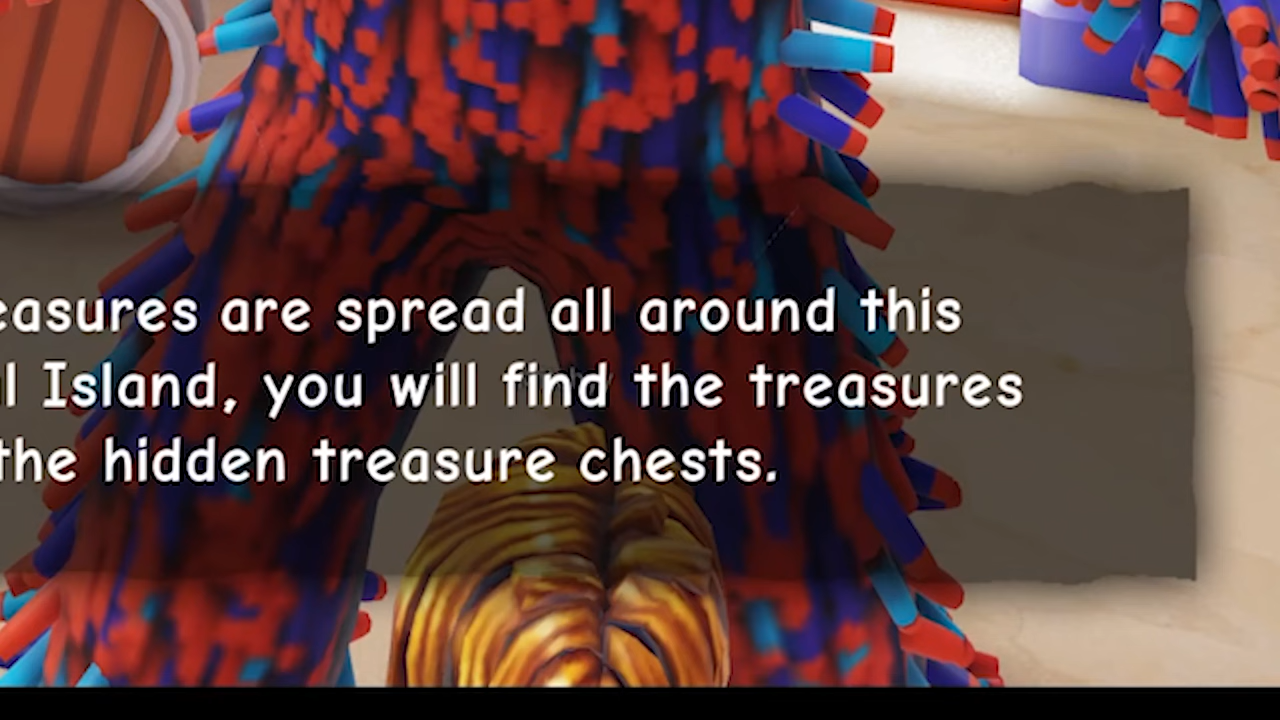 easures are spread all around this
l Island, you will find the treasures
the hidden treasure chests.